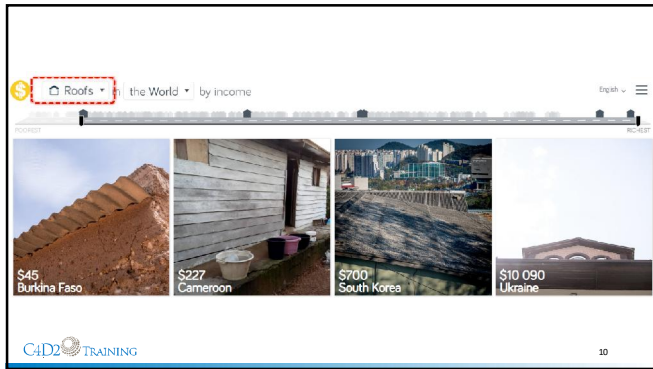 $ Roofs in the World by income English
POOREST RICHEST
$45 $227 $700 $10 090
Burkina Faso Cameroon South Korea Ukraine
C4D2 TRAINING 10